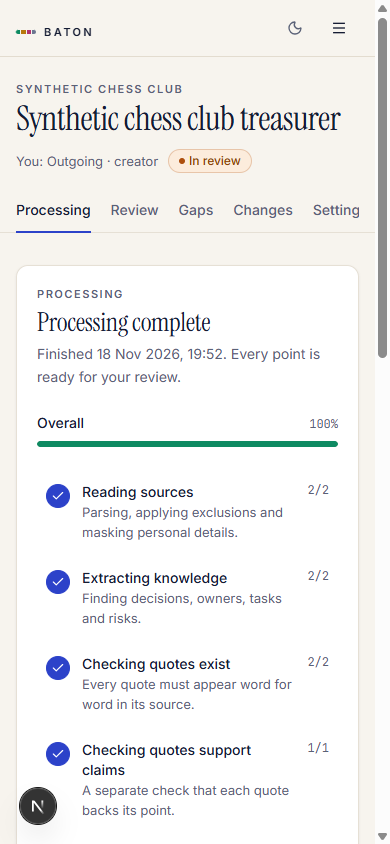 BATON
SYNTHETIC CHESS CLUB
Synthetic chess club treasurer
You: Outgoing · creator
In review
Processing Review Gaps Changes Setting
PROCESSING
Processing complete
Finished 18 Nov 2026, 19:52. Every point is
ready for your review.
Overall 100%
Reading sources 2/2
Parsing, applying exclusions and
masking personal details.
Extracting knowledge 2/2
Finding decisions, owners, tasks
and risks.
Checking quotes exist 2/2
Every quote must appear word for
word in its source.
Checking quotes support 1/1
claims
A separate check that each quote
backs its point.
N